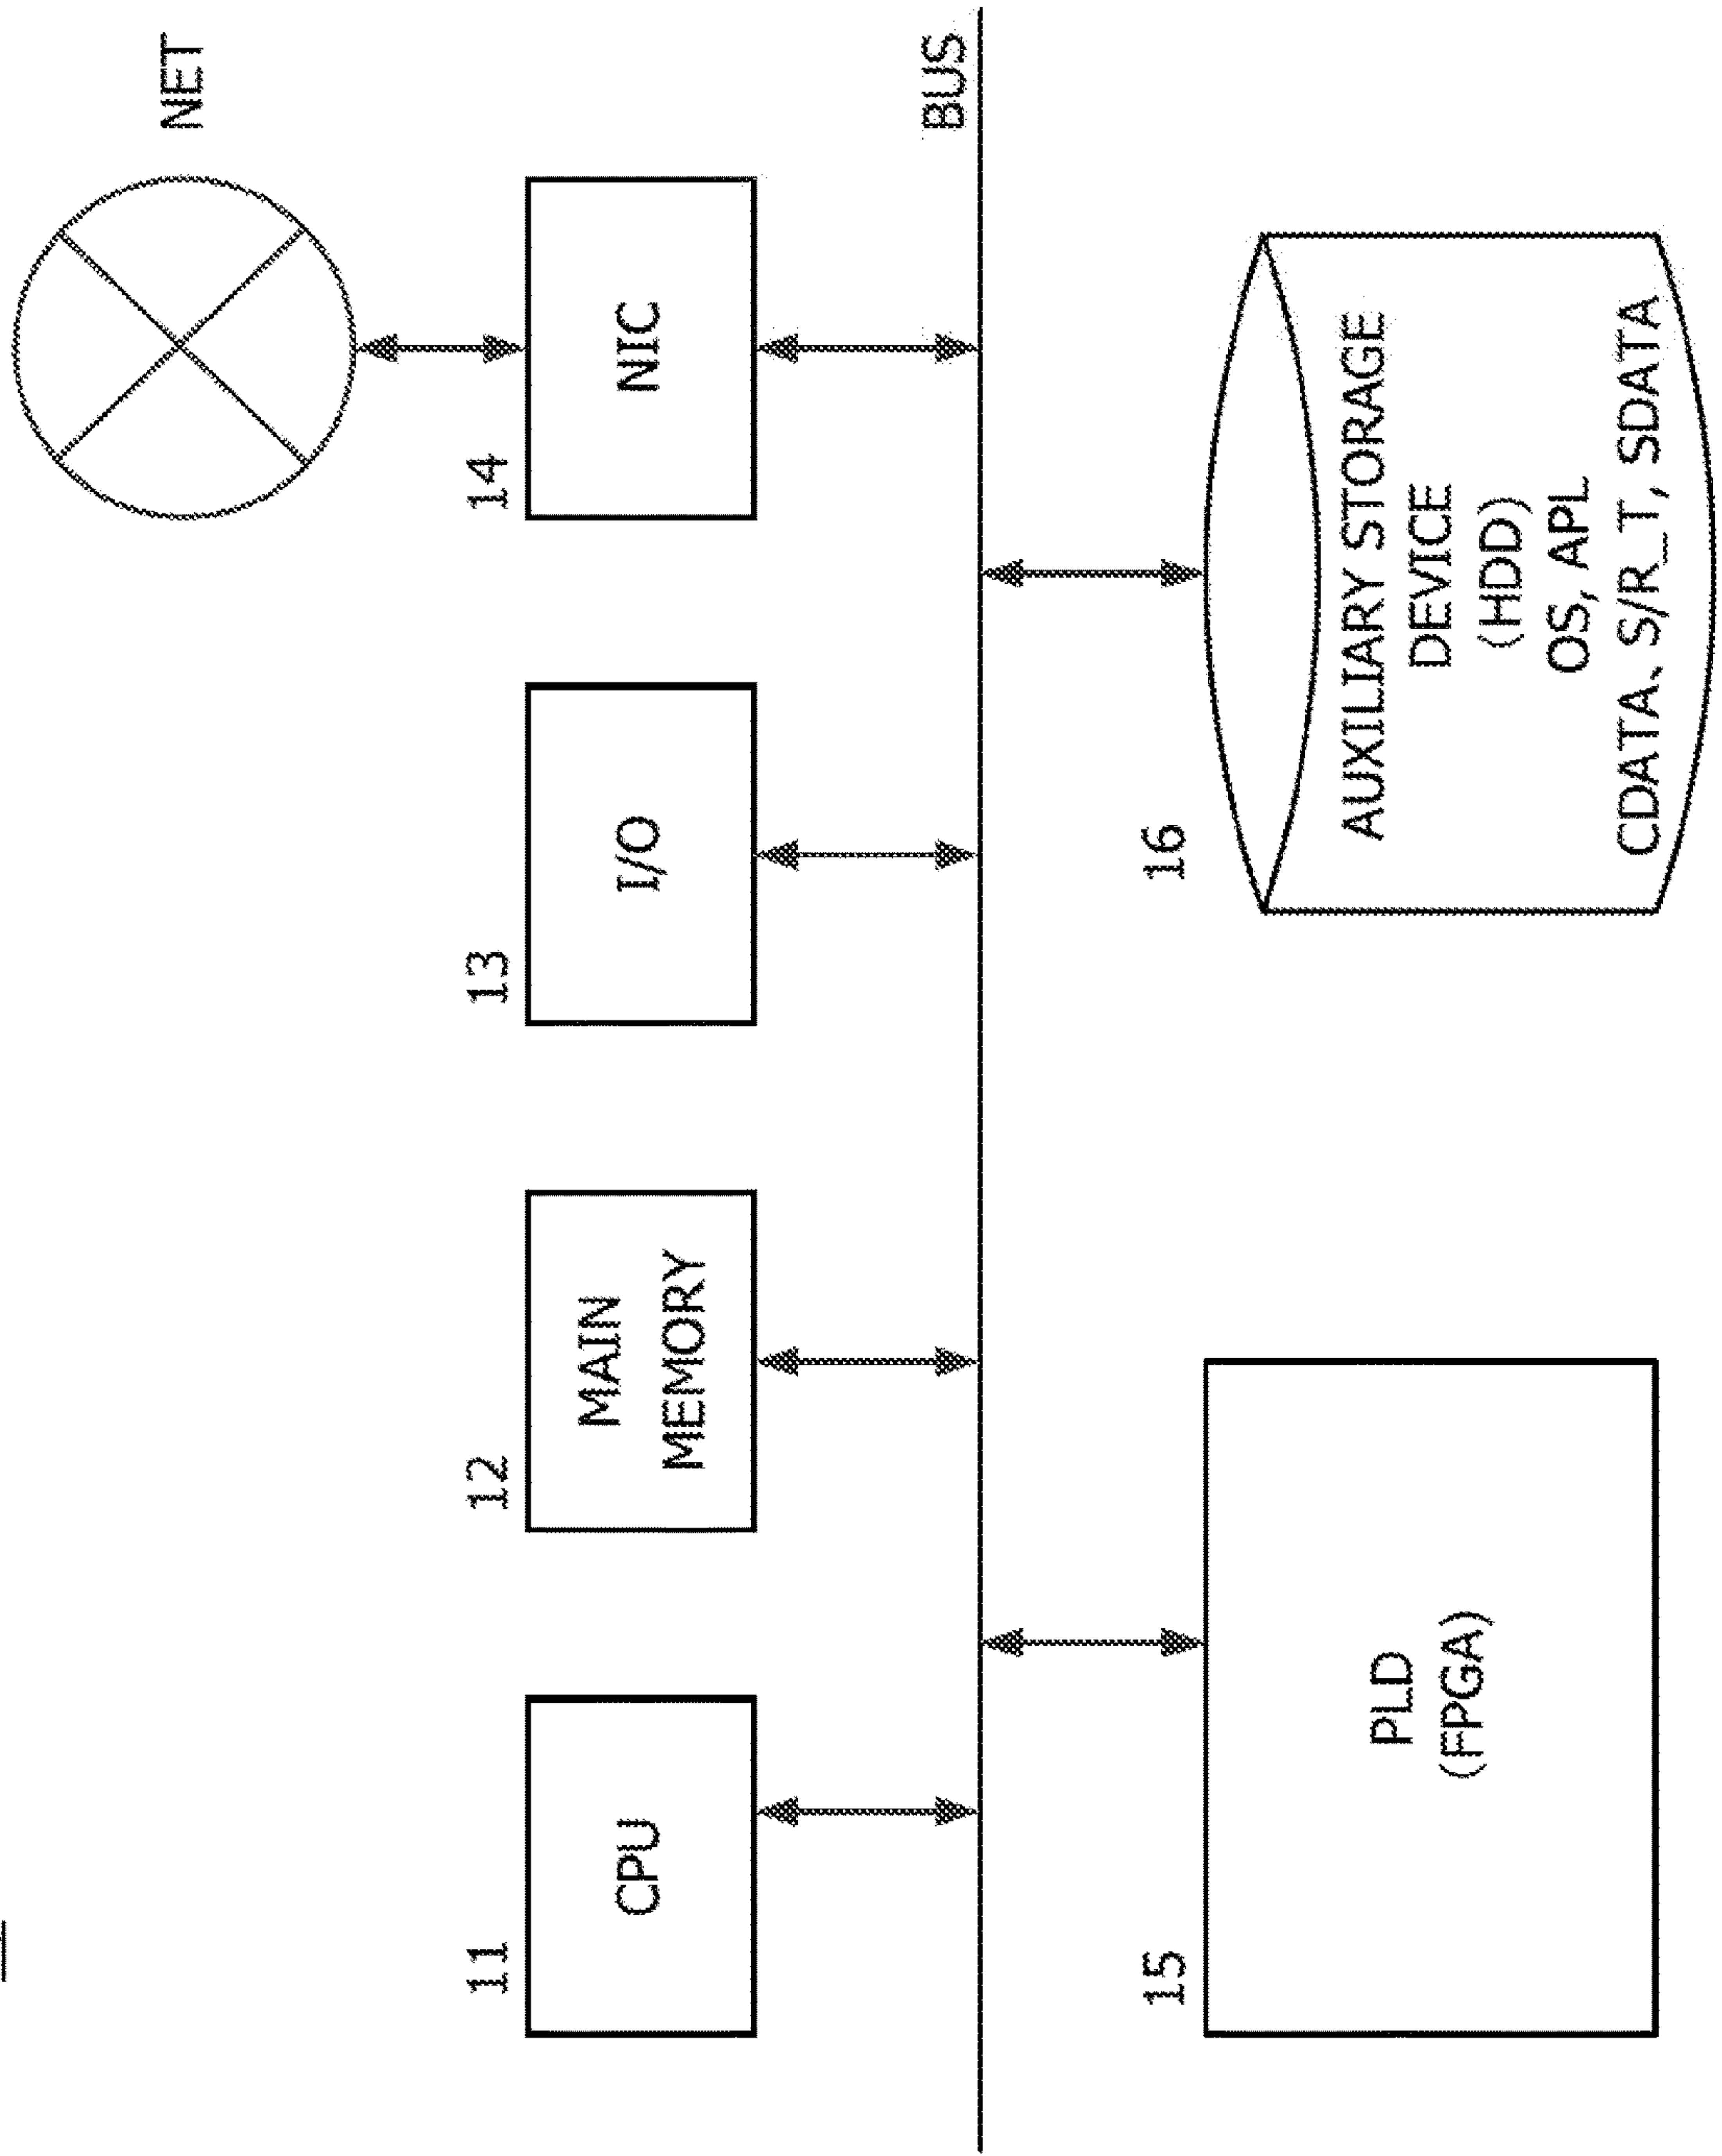 NET
11
12
13
14
CPU
MAIN
MEMORY
I/O
NIC
BUS
15
16
PLD
(FPGA)
AUXILIARY STORAGE
DEVICE
(HDD)
OS, APL
CDATA、S/R_T, SDATA